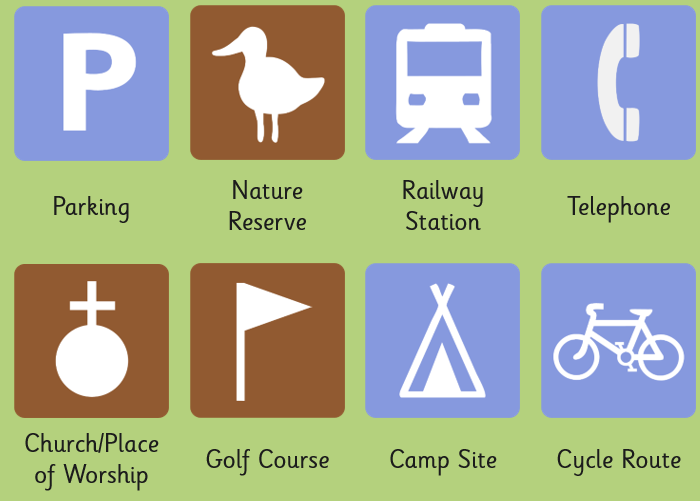 P
Parking
Nature
Reserve
Railway
Station
Telephone
Church/Place
of Worship
Golf Course
Camp Site
Cycle Route